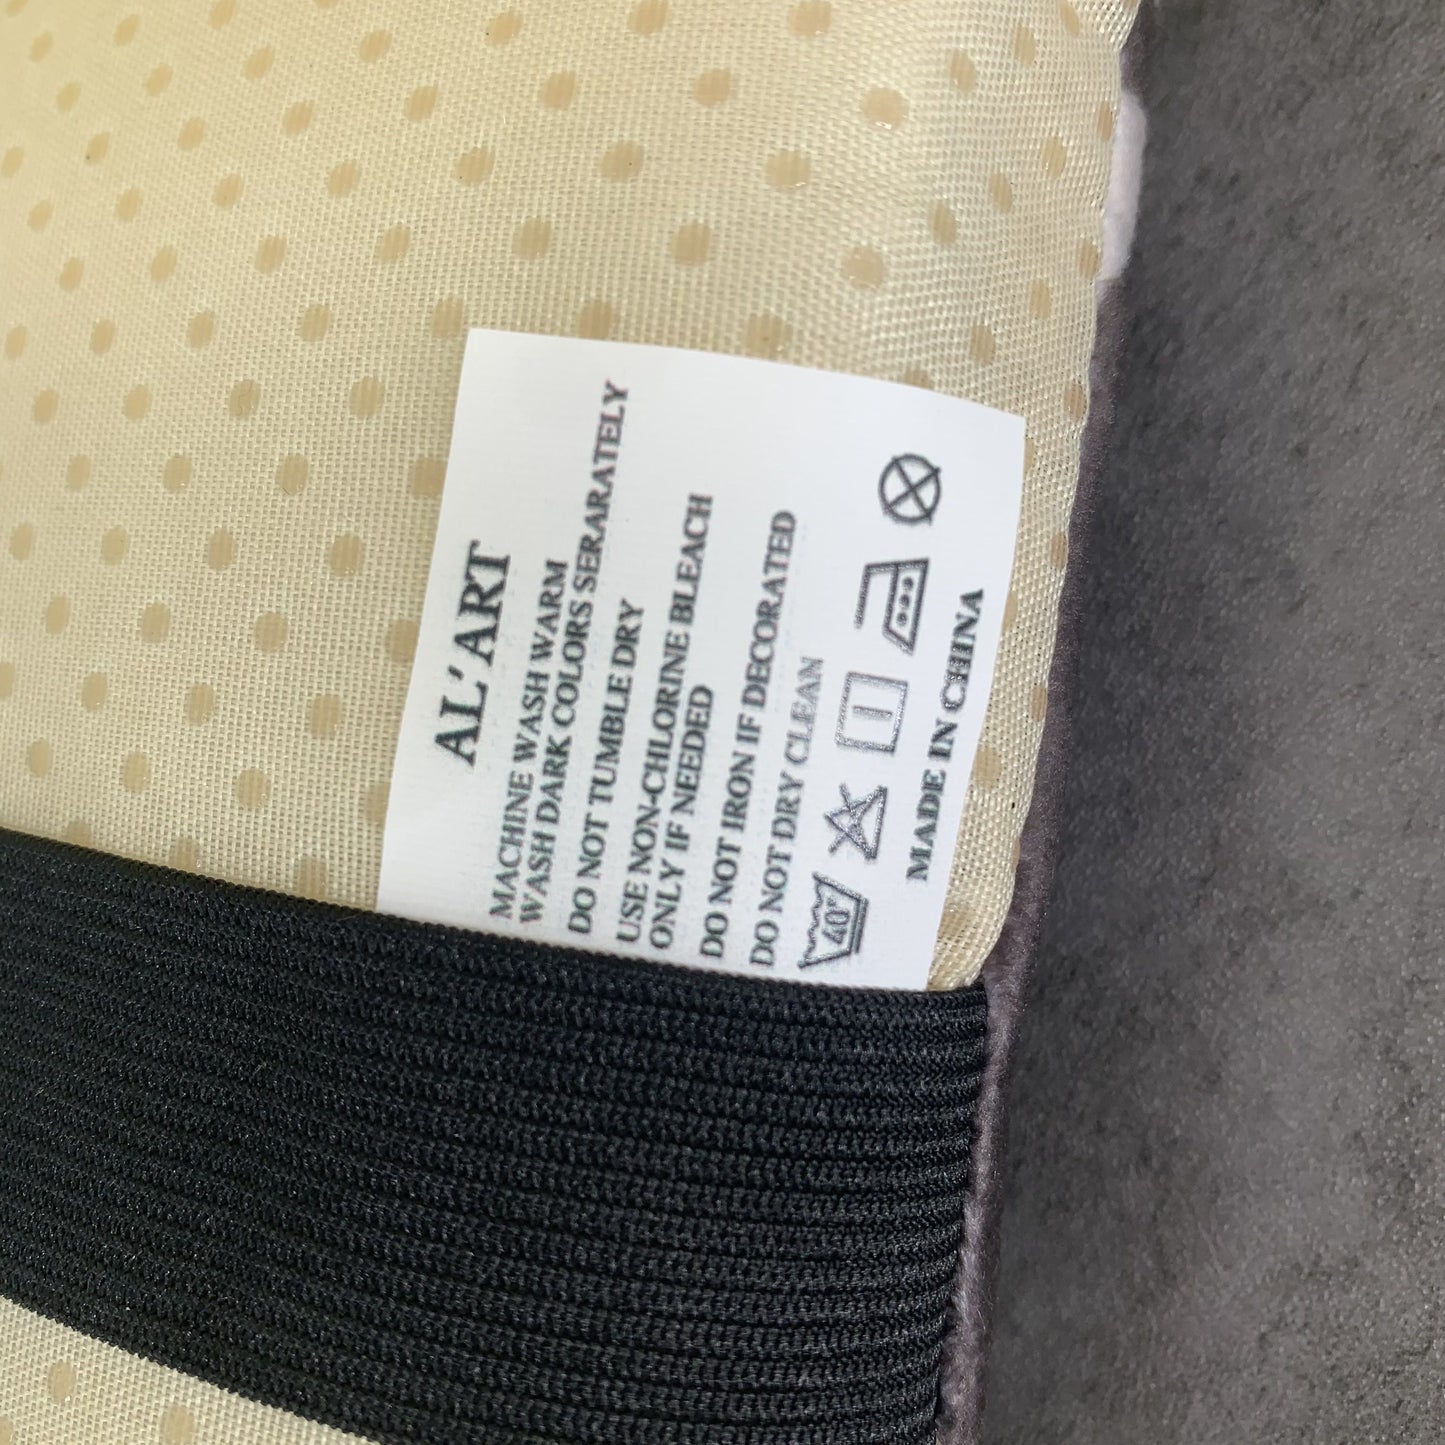 AL'ART
MACHINE WASH WARM
WASH DARK COLORS SERARATELY
DO NOT TUMBLE DRY
USE NON-CHLORINE BLEACH
ONLY IF NEEDED
DO NOT IRON IF DECORATED
DO NOT DRY CLEAN
40°
MADE IN CHINA